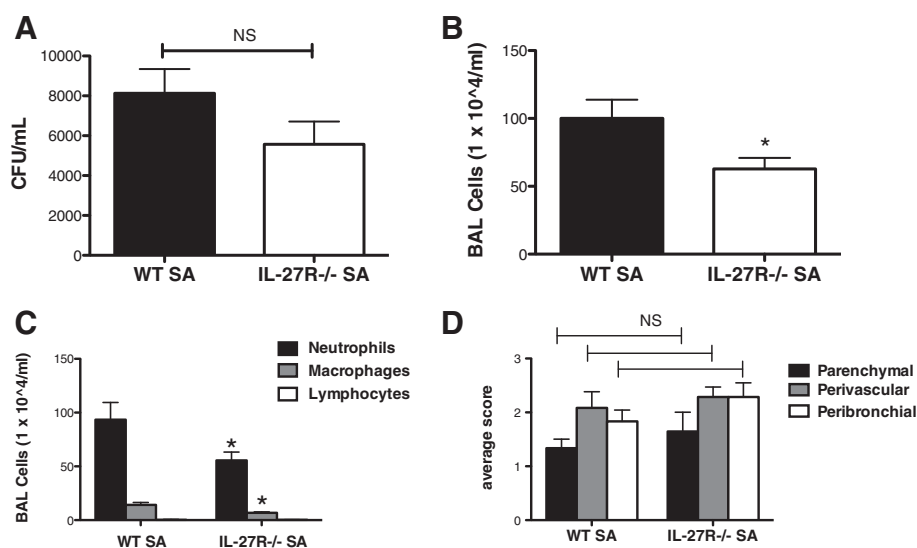 A
NS
10000
8000
6000
4000
2000
0
CFU/mL
WT SA
IL-27R-/- SA
B
150
100
50
0
BAL Cells (1 x 10^4/ml)
*
WT SA
IL-27R-/- SA
C
150
100
50
0
BAL Cells (1 x 10^4/ml)
Neutrophils
Macrophages
Lymphocytes
*
*
WT SA
IL-27R-/- SA
D
NS
3
2
1
0
average score
Parenchymal
Perivascular
Peribronchial
WT SA
IL-27R-/- SA